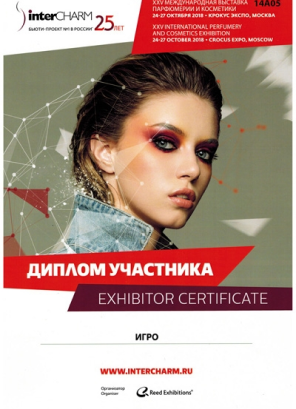 interCHARM
БЬЮТИ-ПРОЕКТ №1 В РОССИИ
25 ЛЕТ
XXV МЕЖДУНАРОДНАЯ ВЫСТАВКА
14A05
ПАРФЮМЕРИИ И КОСМЕТИКИ
24-27 ОКТЯБРЯ 2018 • КРОКУС ЭКСПО, МОСКВА
XXV INTERNATIONAL PERFUMERY
AND COSMETICS EXHIBITION
24-27 OCTOBER 2018 • CROCUS EXPO, MOSCOW
ДИПЛОМ УЧАСТНИКА
EXHIBITOR CERTIFICATE
ИГРО
WWW.INTERCHARM.RU
Организатор
Organiser
Reed Exhibitions